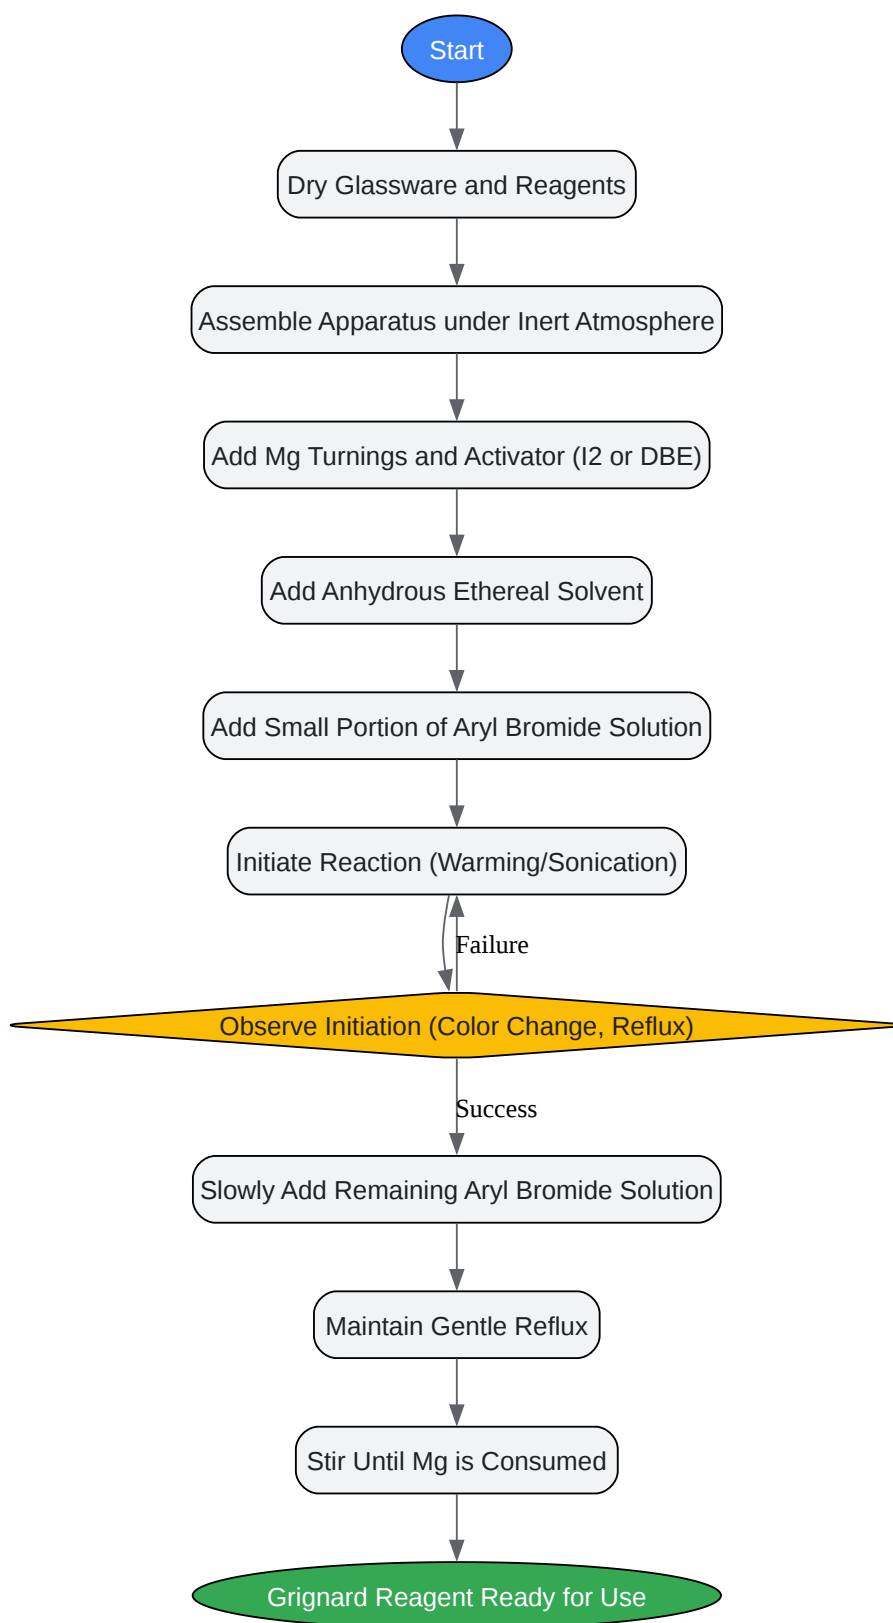 Start
Dry Glassware and Reagents
Assemble Apparatus under Inert Atmosphere
Add Mg Turnings and Activator (I2 or DBE)
Add Anhydrous Ethereal Solvent
Add Small Portion of Aryl Bromide Solution
Initiate Reaction (Warming/Sonication)
Failure
Observe Initiation (Color Change, Reflux)
Success
Slowly Add Remaining Aryl Bromide Solution
Maintain Gentle Reflux
Stir Until Mg is Consumed
Grignard Reagent Ready for Use